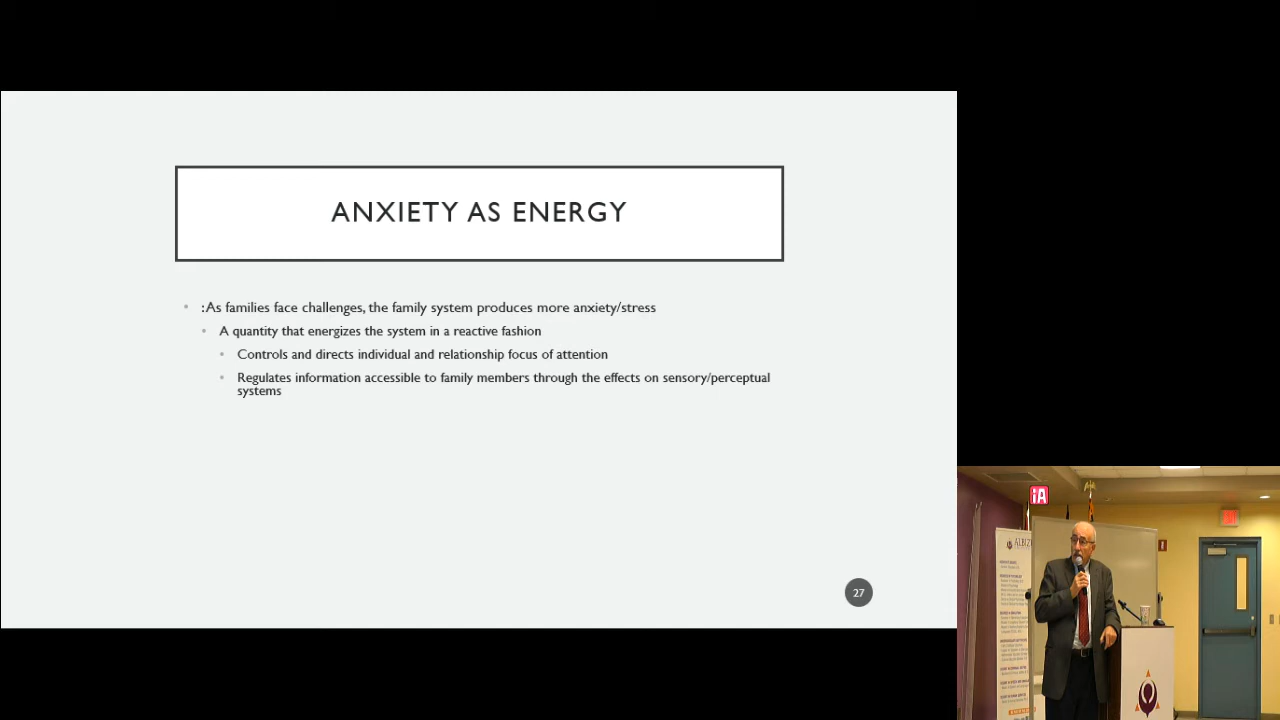 ANXIETY AS ENERGY
:As families face challenges, the family system produces more anxiety/stress
A quantity that energizes the system in a reactive fashion
Controls and directs individual and relationship focus of attention
Regulates information accessible to family members through the effects on sensory/perceptual
systems
27
iA
ALBIZ